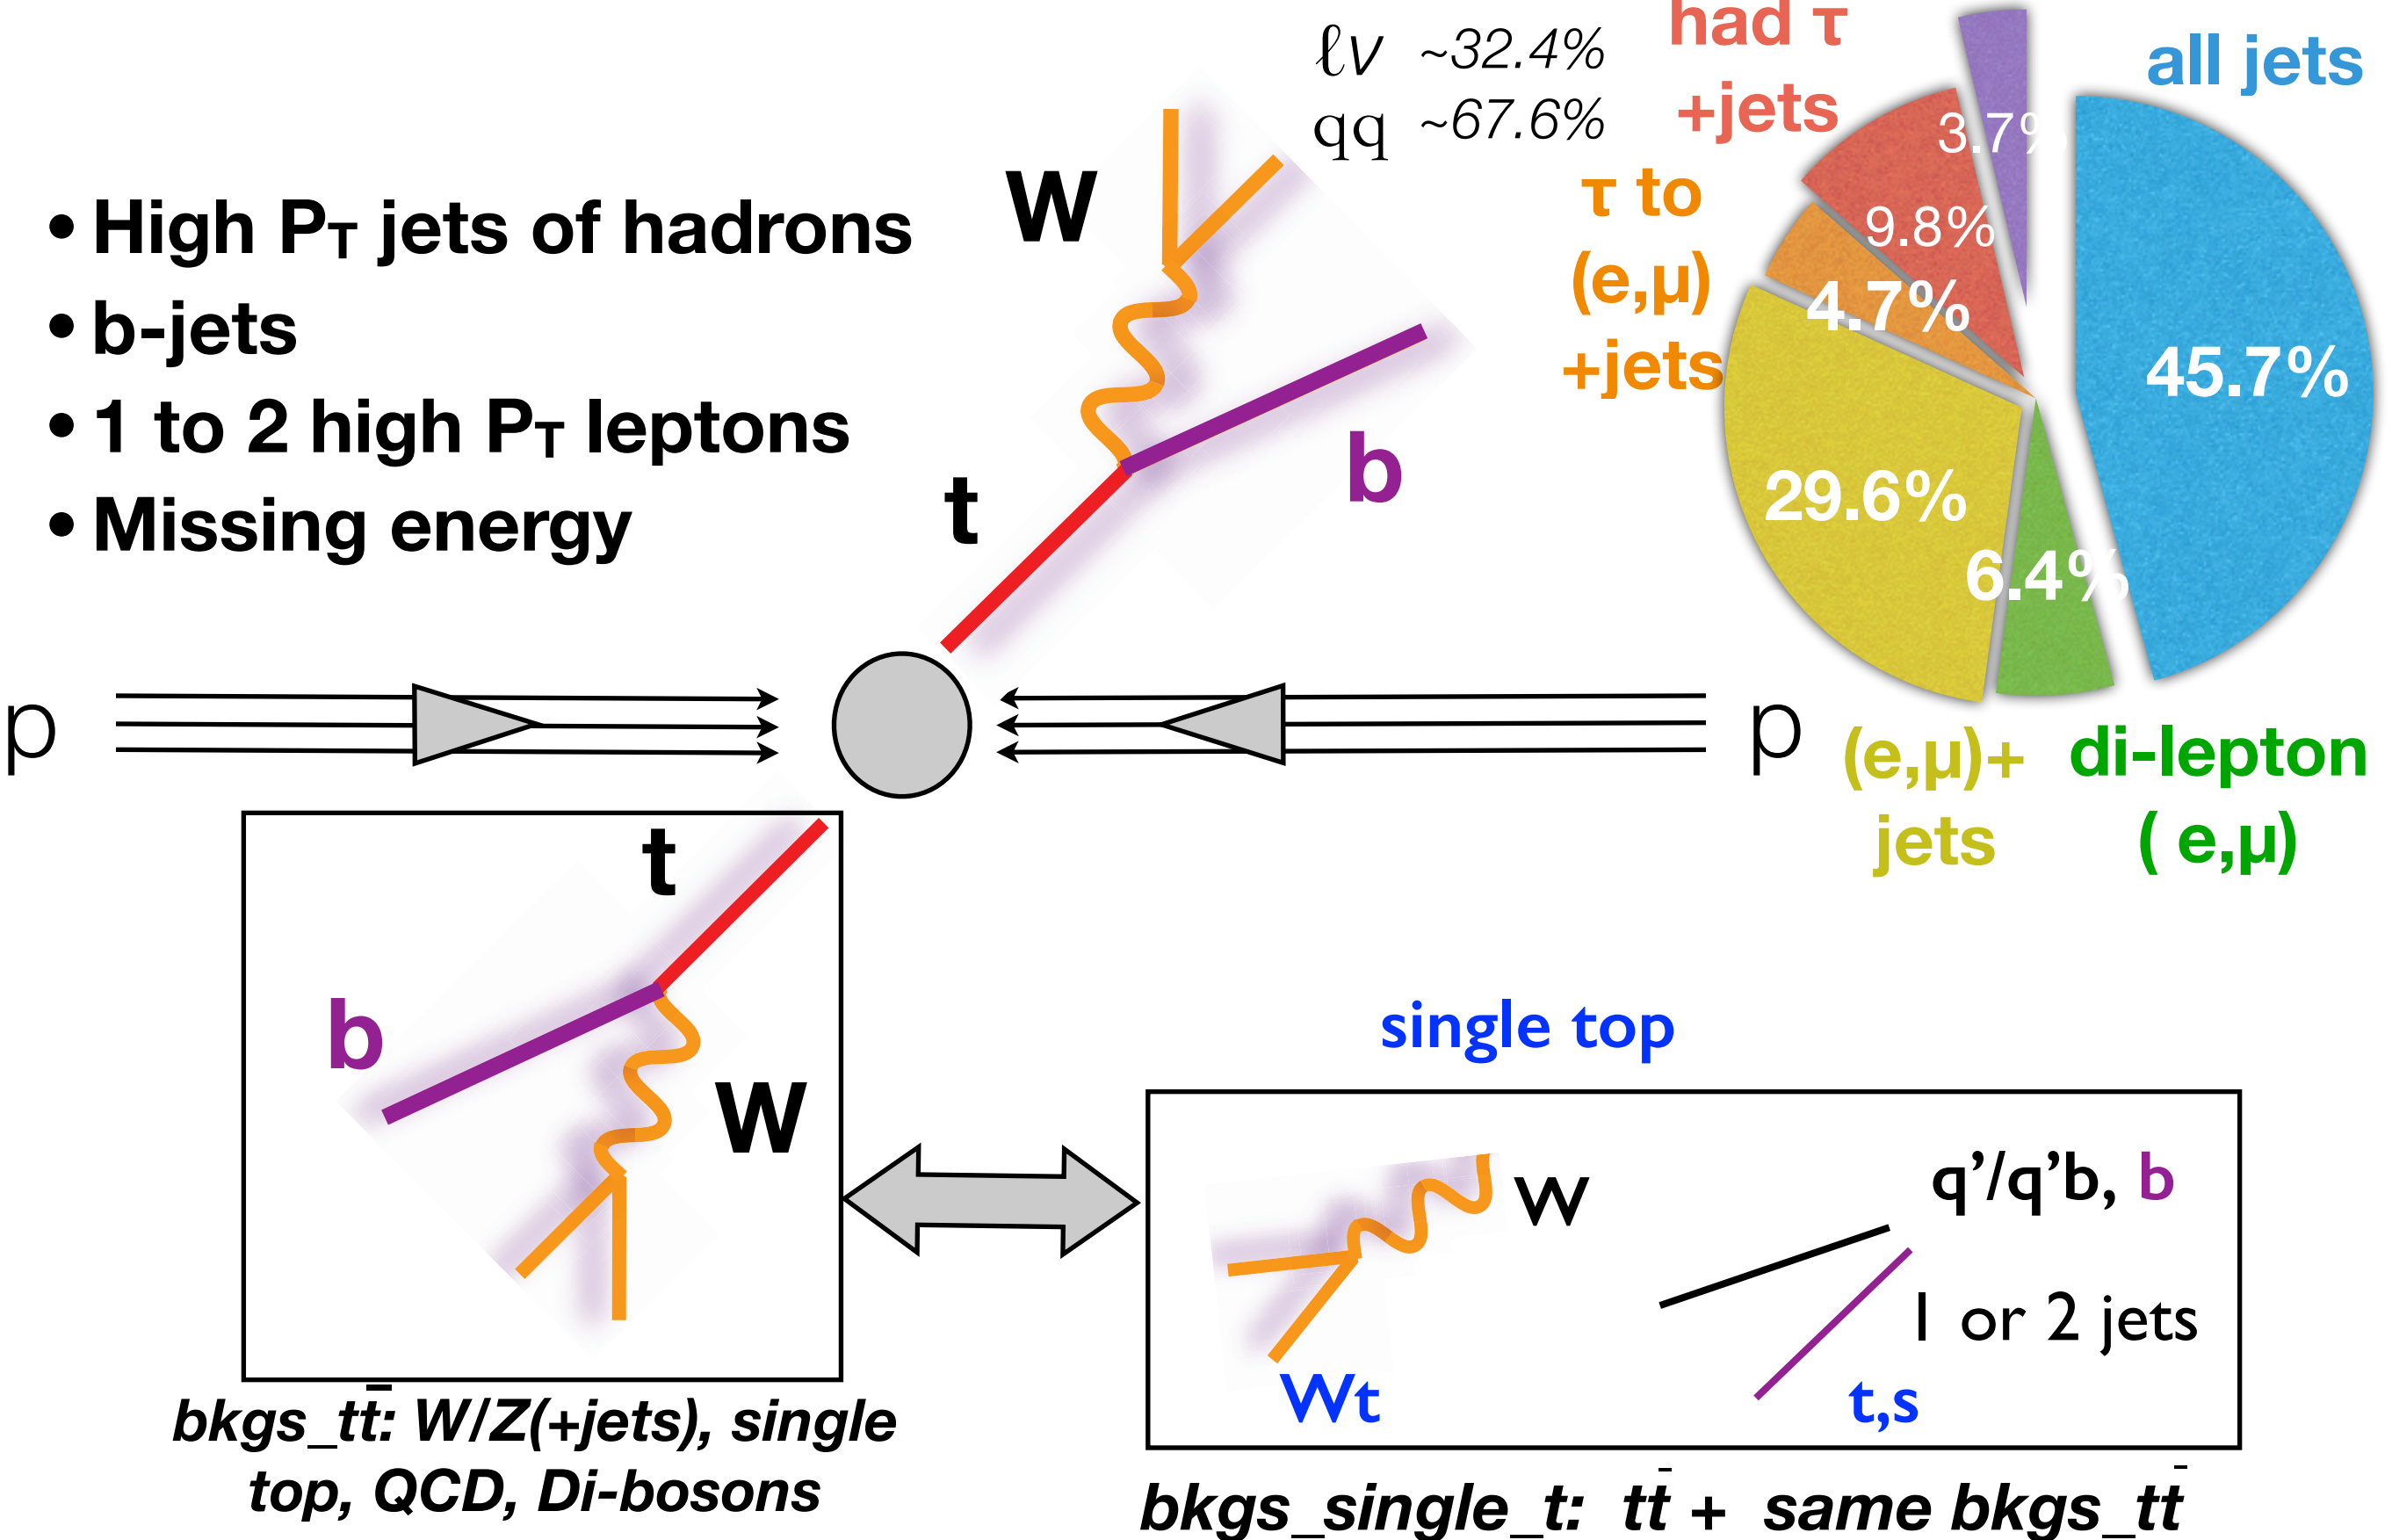 ℓν ~32.4%
qq ~67.6%
had τ
+jets
all jets
3.7%
9.8%
τ to
(e,μ)
+jets
4.7%
45.7%
29.6%
6.4%
• High PT jets of hadrons
• b-jets
• 1 to 2 high PT leptons
• Missing energy
W
b
t
p
p
(e,μ)+
jets
di-lepton
( e,μ)
t
b
W
single top
W
q’/q’b, b
1 or 2 jets
Wt
t,s
bkgs_tt̄: W/Z(+jets), single
top, QCD, Di-bosons
bkgs_single_t: tt̄ + same bkgs_tt̄